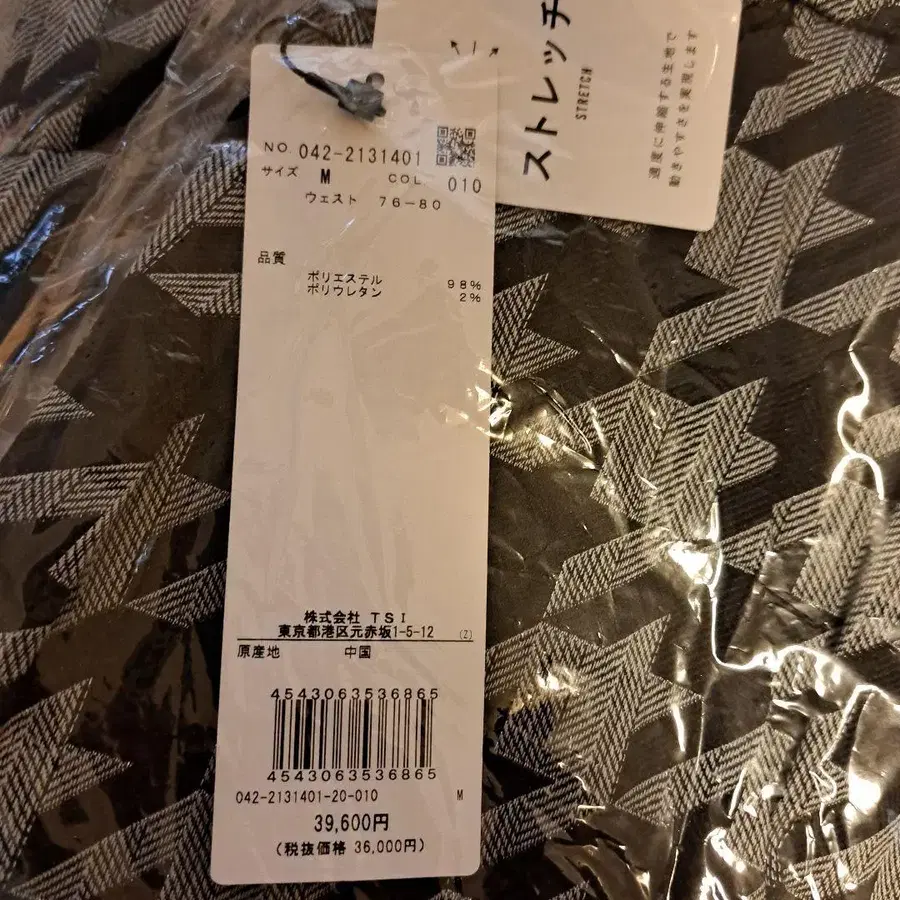 NO. 042-2131401
サイズ M COL. 010
ウェスト 76-80
品質
ポリエステル 98%
ポリウレタン 2%
株式会社 TSI
東京都港区元赤坂1-5-12 (Z)
原産地 中国
4543063536865
4543063536865
042-2131401-20-010 M
39,600円
(税抜価格 36,000円)
ストレッチ
STRETCH
適度に伸縮する生地で
動きやすさを実現します